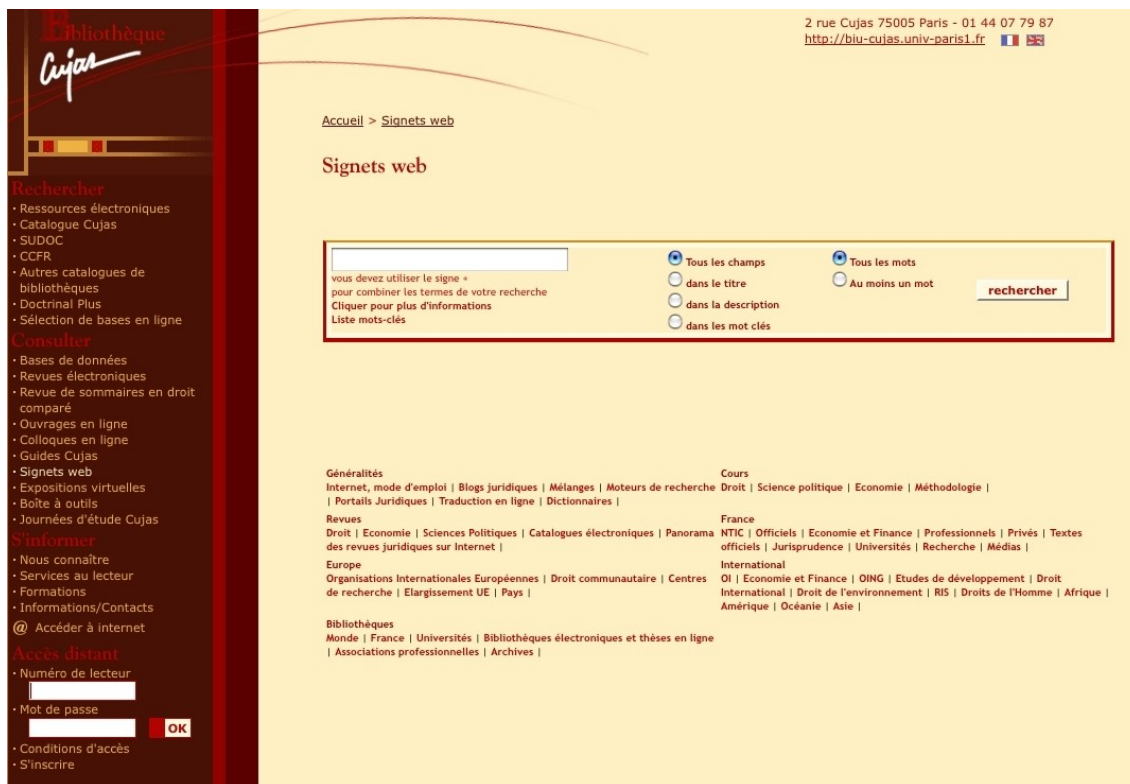 Bibliothèque
Cujas
Rechercher
· Ressources électroniques
· Catalogue Cujas
· SUDOC
· CCFR
· Autres catalogues de
bibliothèques
· Doctrinal Plus
· Sélection de bases en ligne
Consulter
· Bases de données
· Revues électroniques
· Revue de sommaires en droit
comparé
· Ouvrages en ligne
· Colloques en ligne
· Guides Cujas
· Signets web
· Expositions virtuelles
· Boîte à outils
· Journées d'étude Cujas
S'informer
· Nous connaître
· Services au lecteur
· Formations
· Informations/Contacts
@ Accéder à internet
Accès distant
· Numéro de lecteur
· Mot de passe
OK
· Conditions d'accès
· S'inscrire
2 rue Cujas 75005 Paris - 01 44 07 79 87
http://biu-cujas.univ-paris1.fr
Accueil > Signets web
Signets web
vous devez utiliser le signe +
pour combiner les termes de votre recherche
Cliquer pour plus d'informations
Liste mots-clés
Tous les champs
dans le titre
dans la description
dans les mot clés
Tous les mots
Au moins un mot
rechercher
Généralités
Internet, mode d'emploi | Blogs juridiques | Mélanges | Moteurs de recherche
| Portails Juridiques | Traduction en ligne | Dictionnaires |
Cours
Droit | Science politique | Economie | Méthodologie |
Revues
Droit | Economie | Sciences Politiques | Catalogues électroniques | Panorama
des revues juridiques sur Internet |
France
NTIC | Officiels | Economie et Finance | Professionnels | Privés | Textes
officiels | Jurisprudence | Universités | Recherche | Médias |
Europe
Organisations Internationales Européennes | Droit communautaire | Centres
de recherche | Elargissement UE | Pays |
International
OI | Economie et Finance | OING | Etudes de développement | Droit
International | Droit de l'environnement | RIS | Droits de l'Homme | Afrique |
Amérique | Océanie | Asie |
Bibliothèques
Monde | France | Universités | Bibliothèques électroniques et thèses en ligne
| Associations professionnelles | Archives |